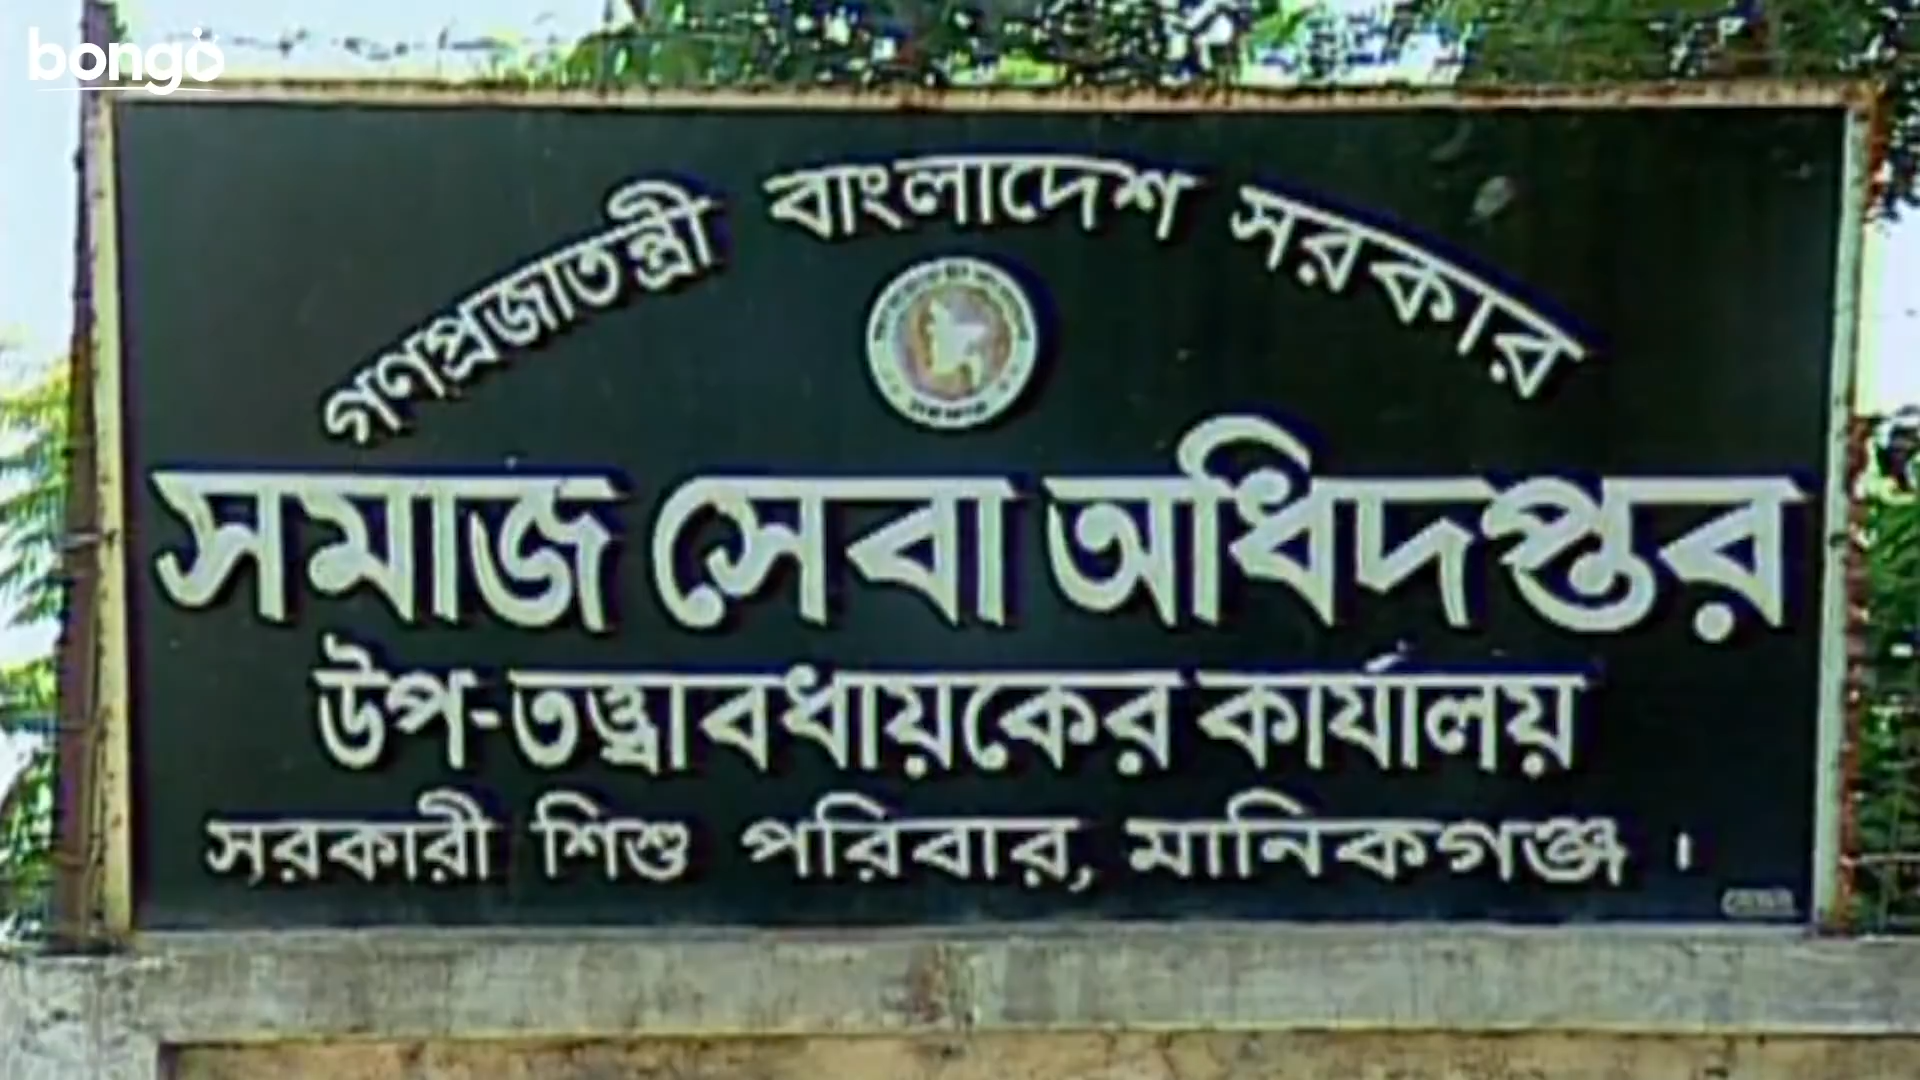 bongo
গণপ্রজাতন্ত্রী বাংলাদেশ সরকার
সমাজ সেবা অধিদপ্তর
উপ-তত্ত্বাবধায়কের কার্যালয়
সরকারী শিশু পরিবার, মানিকগঞ্জ ।